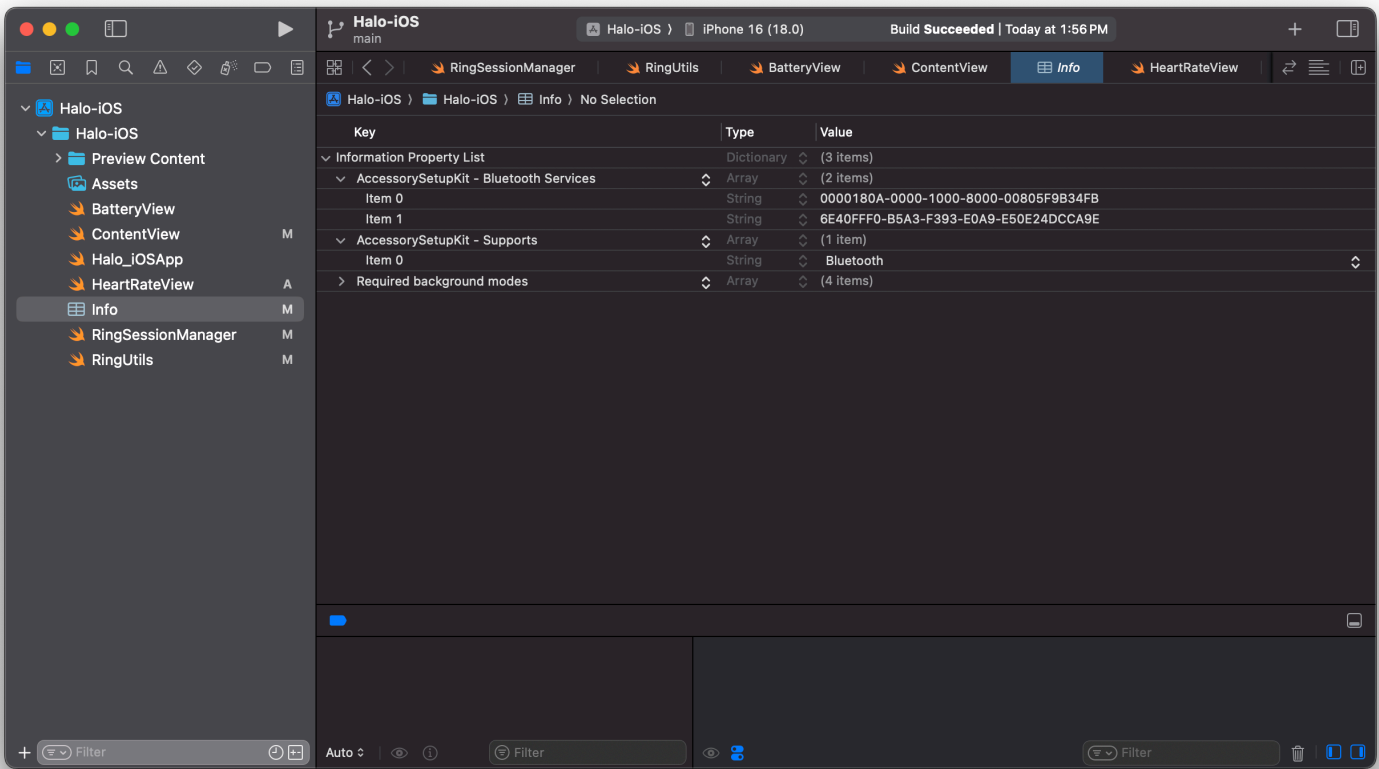 Halo-iOS
main
Halo-iOS 〉 iPhone 16 (18.0)
Build Succeeded | Today at 1:56 PM
RingSessionManager
RingUtils
BatteryView
ContentView
Info
HeartRateView
Halo-iOS 〉 Halo-iOS 〉 Info 〉 No Selection
Halo-iOS
Halo-iOS
Preview Content
Assets
BatteryView
ContentView M
Halo_iOSApp
HeartRateView A
Info M
RingSessionManager M
RingUtils M
Key Type Value
Information Property List Dictionary (3 items)
AccessorySetupKit - Bluetooth Services Array (2 items)
Item 0 String 0000180A-0000-1000-8000-00805F9B34FB
Item 1 String 6E40FFF0-B5A3-F393-E0A9-E50E24DCCA9E
AccessorySetupKit - Supports Array (1 item)
Item 0 String Bluetooth
Required background modes Array (4 items)
Filter
Auto
Filter
Filter